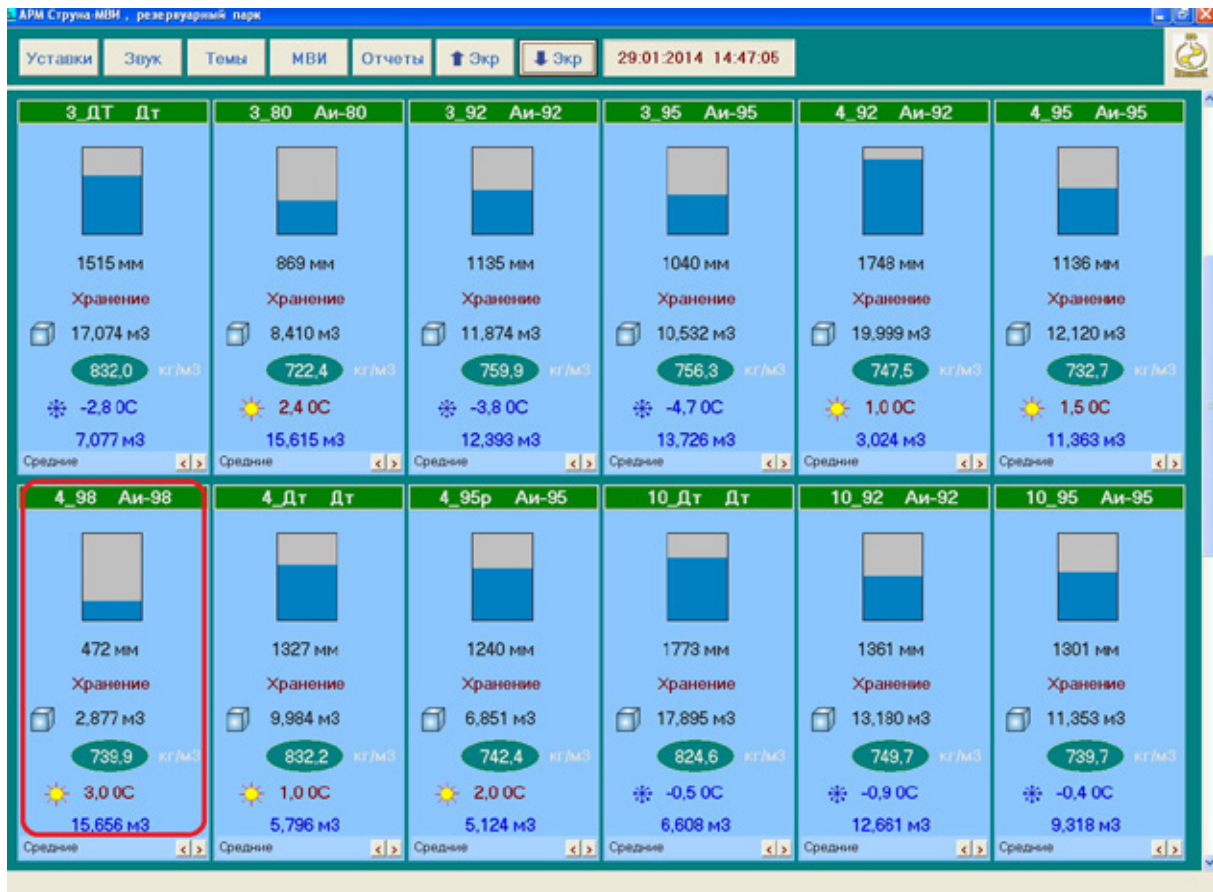 АРМ Струна-МВИ , резервуарный парк
Уставки Звук Темы МВИ Отчеты Экр Экр 29:01:2014 14:47:05
3_ДТ Дт 3_80 Аи-80 3_92 Аи-92 3_95 Аи-95 4_92 Аи-92 4_95 Аи-95
1515 мм 869 мм 1135 мм 1040 мм 1748 мм 1136 мм
Хранение Хранение Хранение Хранение Хранение Хранение
17,074 м3 8,410 м3 11,874 м3 10,532 м3 19,999 м3 12,120 м3
832,0 кг/м3 722,4 кг/м3 759,9 кг/м3 756,3 кг/м3 747,5 кг/м3 732,7 кг/м3
-2,8 0C 2,4 0C -3,8 0C -4,7 0C 1,0 0C 1,5 0C
7,077 м3 15,615 м3 12,393 м3 13,726 м3 3,024 м3 11,363 м3
Средние < > Средние < > Средние < > Средние < > Средние < > Средние < >
4_98 Аи-98 4_Дт Дт 4_95р Аи-95 10_Дт Дт 10_92 Аи-92 10_95 Аи-95
472 мм 1327 мм 1240 мм 1773 мм 1361 мм 1301 мм
Хранение Хранение Хранение Хранение Хранение Хранение
2,877 м3 9,984 м3 6,851 м3 17,895 м3 13,180 м3 11,353 м3
739,9 кг/м3 832,2 кг/м3 742,4 кг/м3 824,6 кг/м3 749,7 кг/м3 739,7 кг/м3
3,0 0C 1,0 0C 2,0 0C -0,5 0C -0,9 0C -0,4 0C
15,656 м3 5,796 м3 5,124 м3 6,608 м3 12,661 м3 9,318 м3
Средние < > Средние < > Средние < > Средние < > Средние < > Средние < >